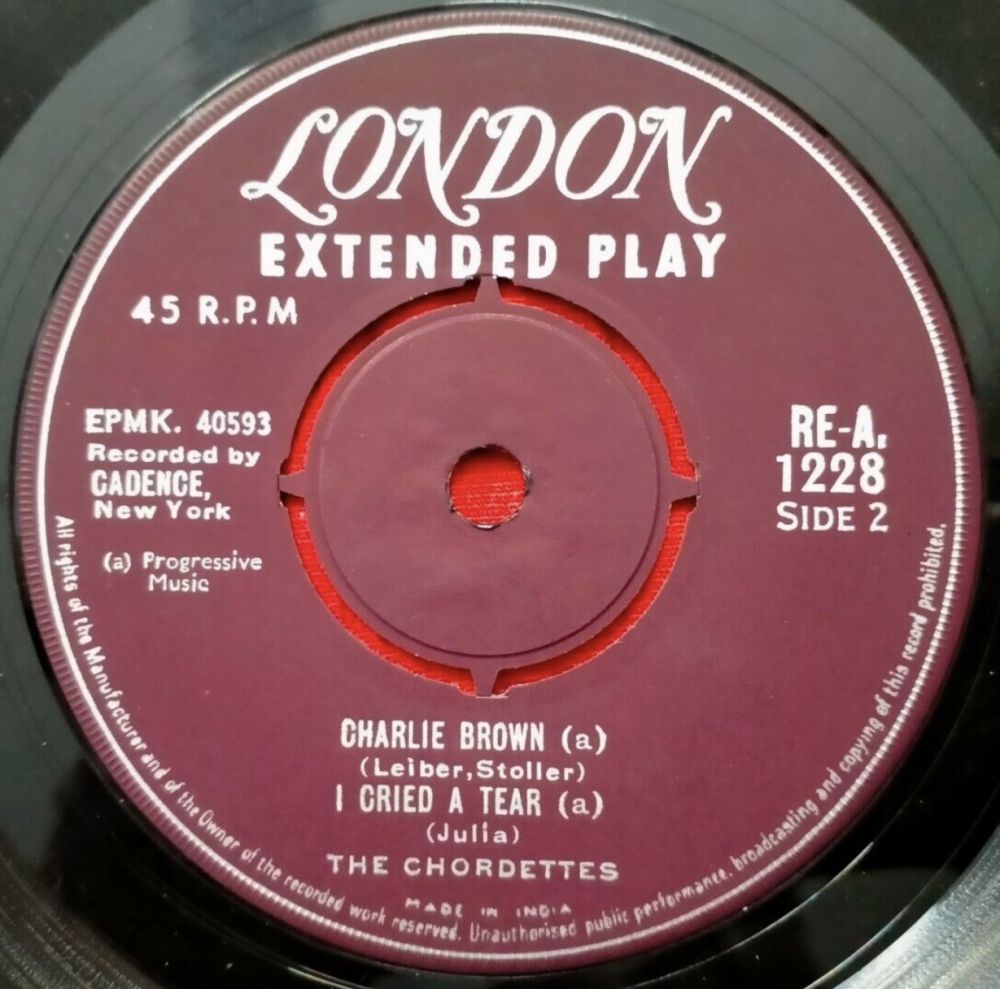 LONDON
EXTENDED PLAY
45 R.P.M
EPMK. 40593
Recorded by
CADENCE,
New York
(a) Progressive
Music
RE-A.
1228
SIDE 2
CHARLIE BROWN (a)
(Leiber,Stoller)
I CRIED A TEAR (a)
(Julia)
THE CHORDETTES
MADE IN INDIA
All rights of the Manufacturer and of the Owner of the recorded work reserved. Unauthorised public performance, broadcasting and copying of this record prohibited.